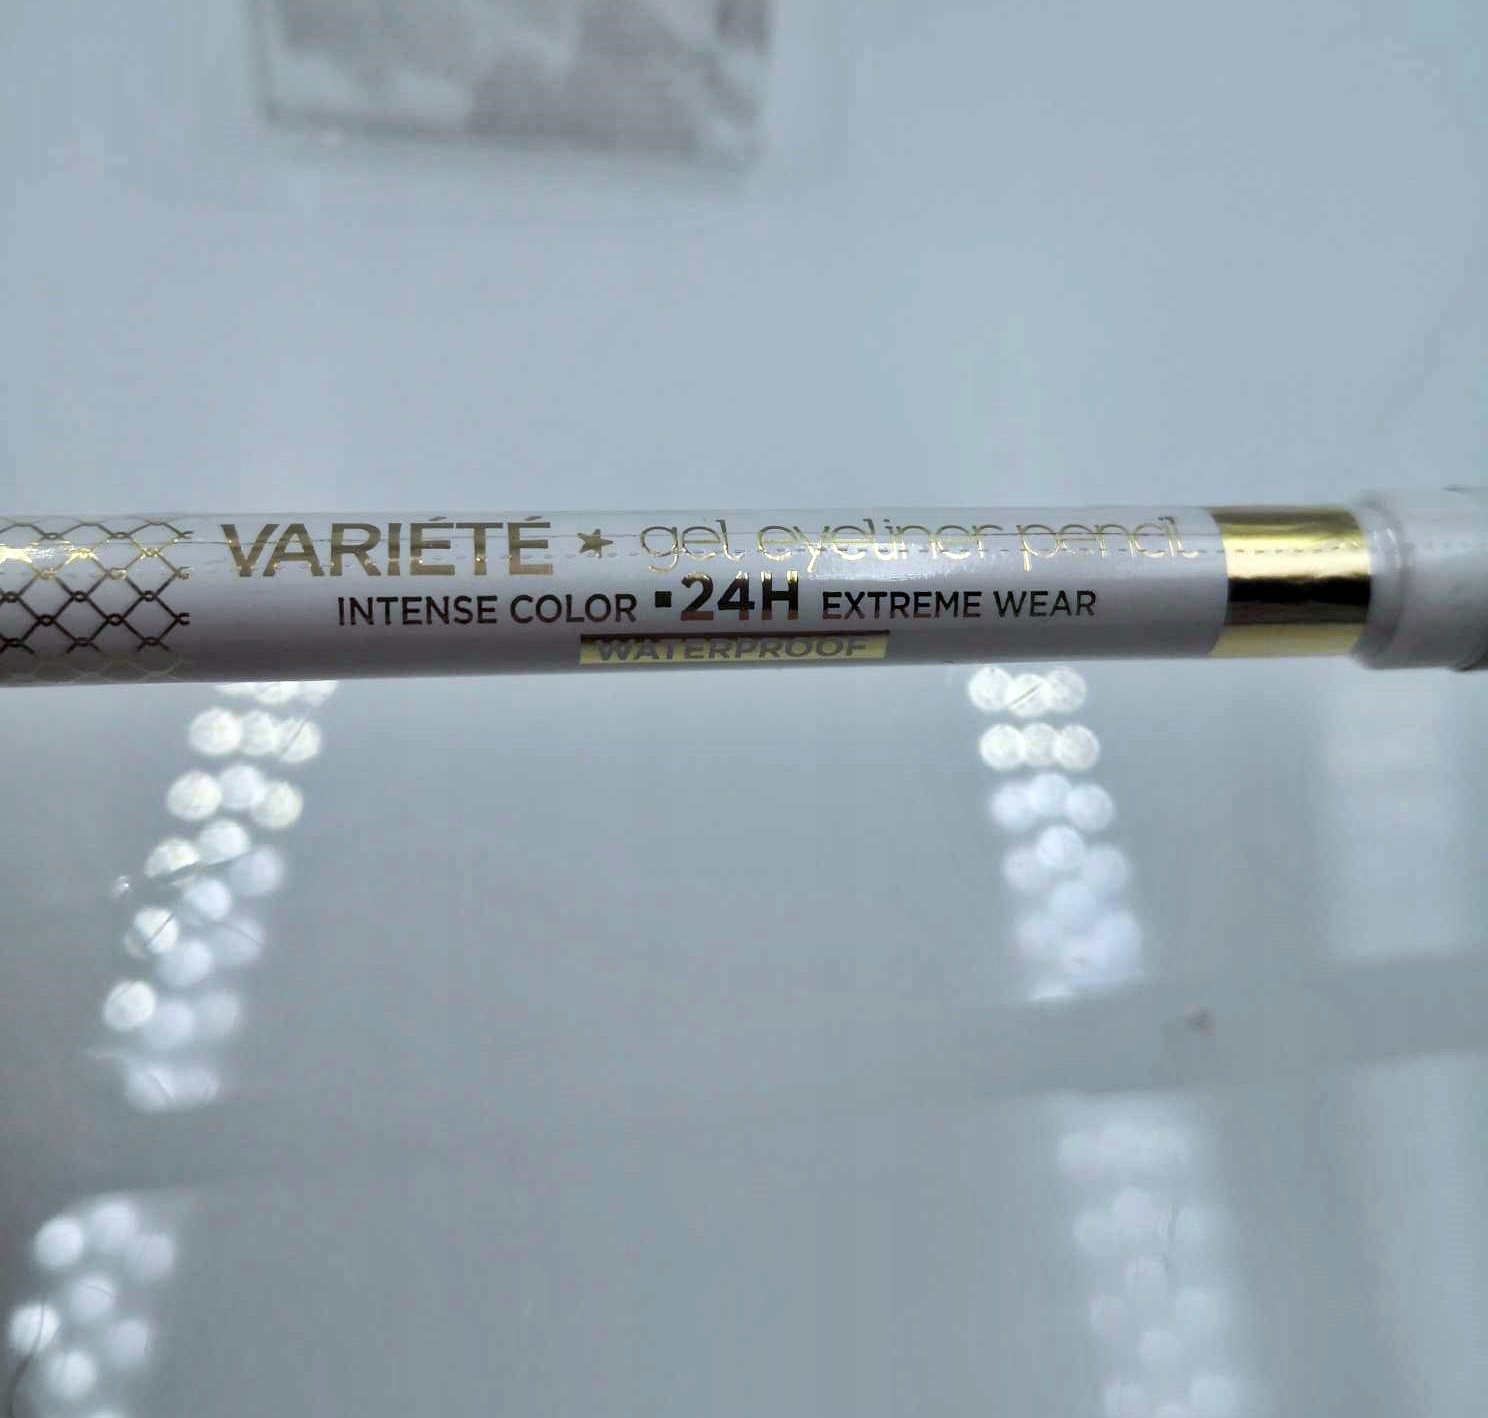 VARIÉTÉ ★ gel eyeliner pencil
INTENSE COLOR ▪ 24H EXTREME WEAR
WATERPROOF